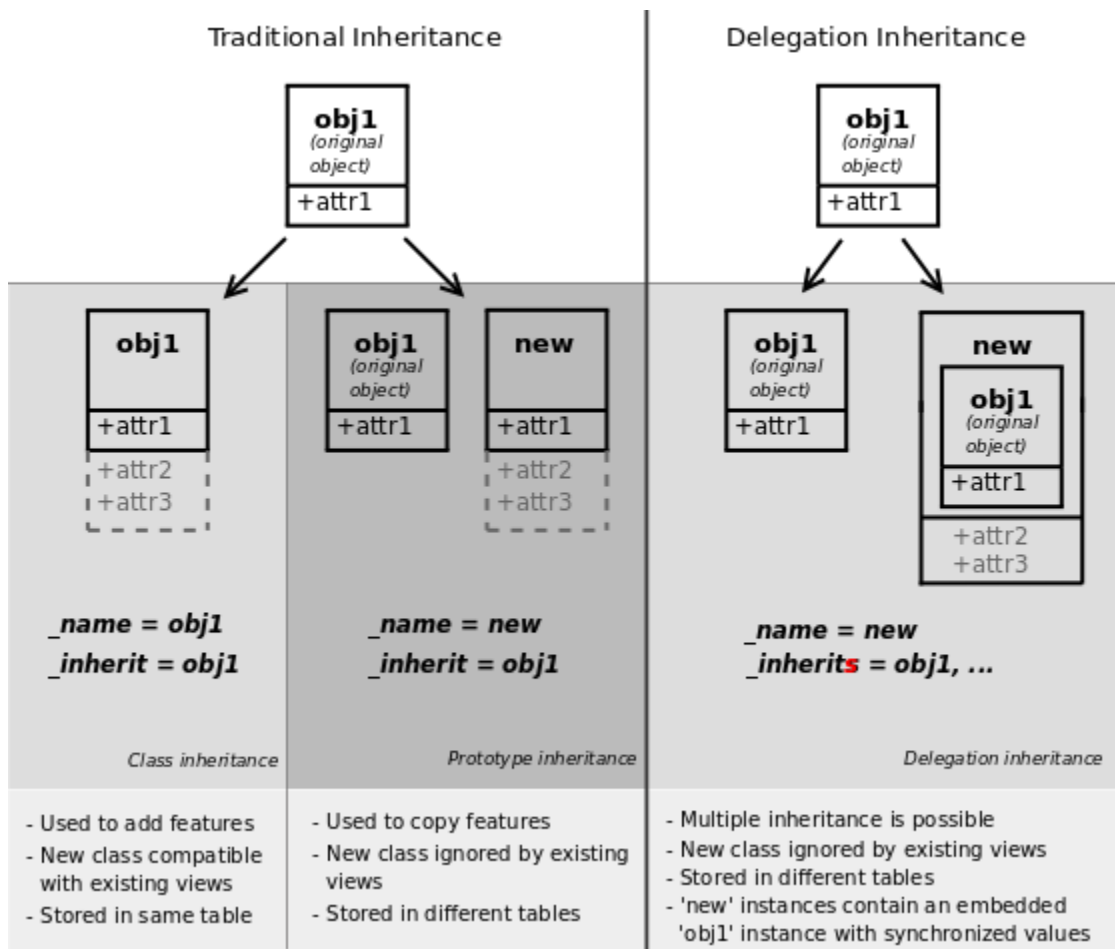 Traditional Inheritance
Delegation Inheritance
obj1
(original
object)
+attr1
obj1
(original
object)
+attr1
obj1
+attr1
+attr2
+attr3
_name = obj1
_inherit = obj1
Class inheritance
obj1
(original
object)
+attr1
new
+attr1
+attr2
+attr3
_name = new
_inherit = obj1
Prototype inheritance
obj1
(original
object)
+attr1
new
obj1
(original
object)
+attr1
+attr2
+attr3
_name = new
_inherits = obj1, ...
Delegation inheritance
- Used to add features
- New class compatible
with existing views
- Stored in same table
- Used to copy features
- New class ignored by existing
views
- Stored in different tables
- Multiple inheritance is possible
- New class ignored by existing views
- Stored in different tables
- 'new' instances contain an embedded
'obj1' instance with synchronized values